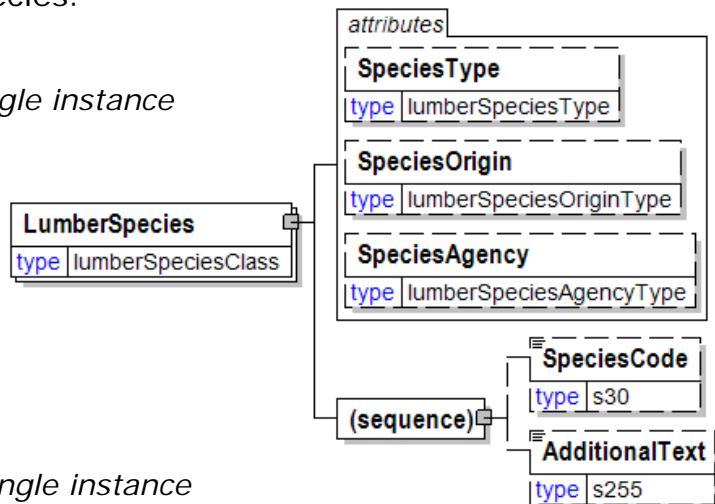 ecies.
attributes
SpeciesType
type lumberSpeciesType
ngle instance
SpeciesOrigin
type lumberSpeciesOriginType
LumberSpecies
type lumberSpeciesClass
SpeciesAgency
type lumberSpeciesAgencyType
SpeciesCode
type s30
(sequence)
AdditionalText
type s255
ngle instance